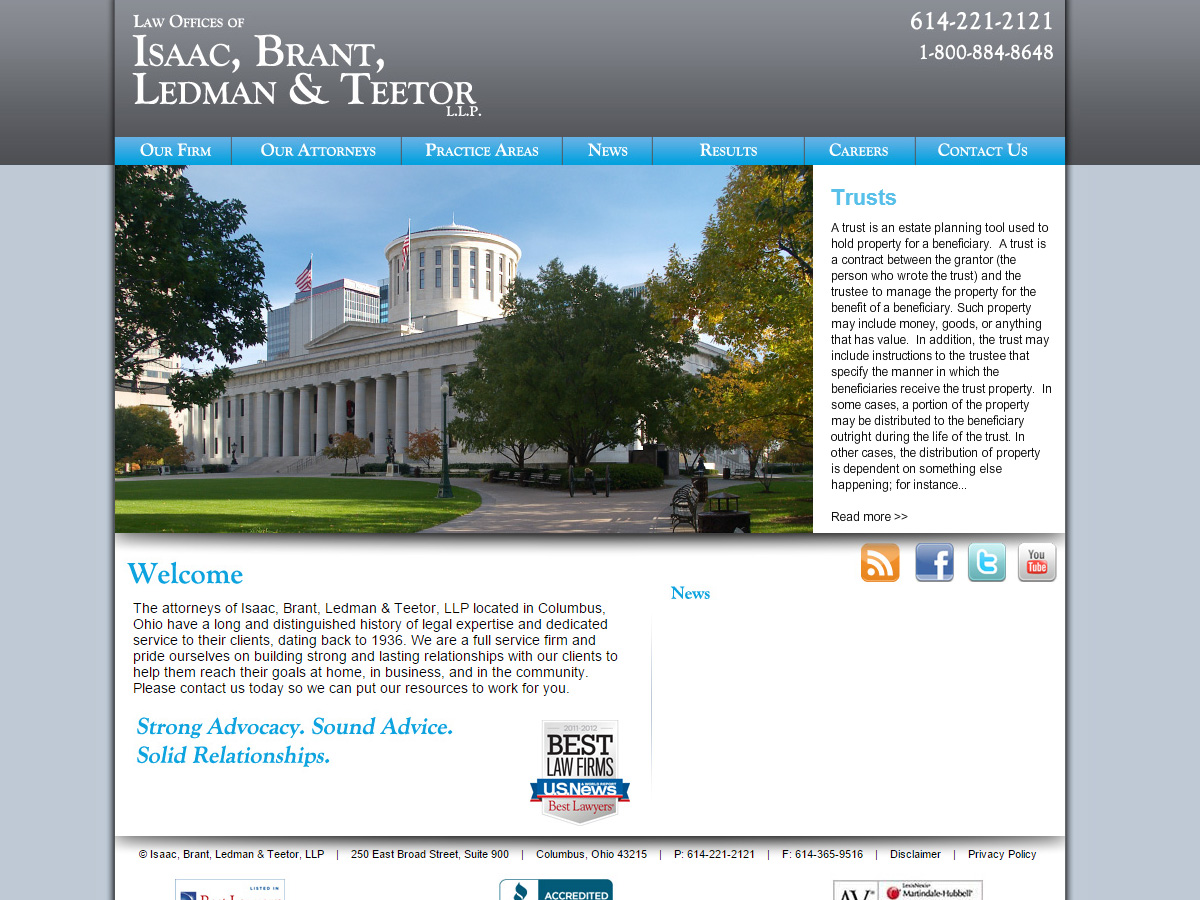 Law Offices of
Isaac, Brant,
Ledman & Teetor
L.L.P.
614-221-2121
1-800-884-8648
Our Firm
Our Attorneys
Practice Areas
News
Results
Careers
Contact Us
Trusts
A trust is an estate planning tool used to
hold property for a beneficiary.  A trust is
a contract between the grantor (the
person who wrote the trust) and the
trustee to manage the property for the
benefit of a beneficiary. Such property
may include money, goods, or anything
that has value.  In addition, the trust may
include instructions to the trustee that
specify the manner in which the
beneficiaries receive the trust property.  In
some cases, a portion of the property
may be distributed to the beneficiary
outright during the life of the trust. In
other cases, the distribution of property
is dependent on something else
happening; for instance...
Read more >>
You
Tube
Welcome
The attorneys of Isaac, Brant, Ledman & Teetor, LLP located in Columbus,
Ohio have a long and distinguished history of legal expertise and dedicated
service to their clients, dating back to 1936. We are a full service firm and
pride ourselves on building strong and lasting relationships with our clients to
help them reach their goals at home, in business, and in the community.
Please contact us today so we can put our resources to work for you.
Strong Advocacy. Sound Advice.
Solid Relationships.
2011-2012
BEST
LAW FIRMS
U.S.News
Best Lawyers
News
© Isaac, Brant, Ledman & Teetor, LLP | 250 East Broad Street, Suite 900 | Columbus, Ohio 43215 | P: 614-221-2121 | F: 614-365-9516 | Disclaimer | Privacy Policy
LISTED IN
Best Lawyers
ACCREDITED
AV
LexisNexis
Martindale-Hubbell